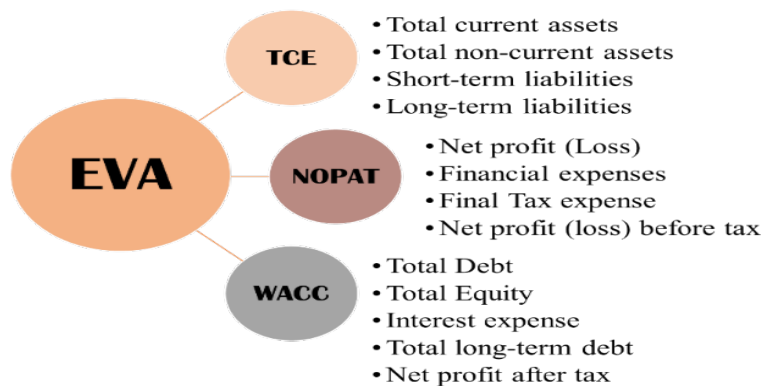 EVA
TCE
• Total current assets
• Total non-current assets
• Short-term liabilities
• Long-term liabilities
NOPAT
• Net profit (Loss)
• Financial expenses
• Final Tax expense
• Net profit (loss) before tax
WACC
• Total Debt
• Total Equity
• Interest expense
• Total long-term debt
• Net profit after tax